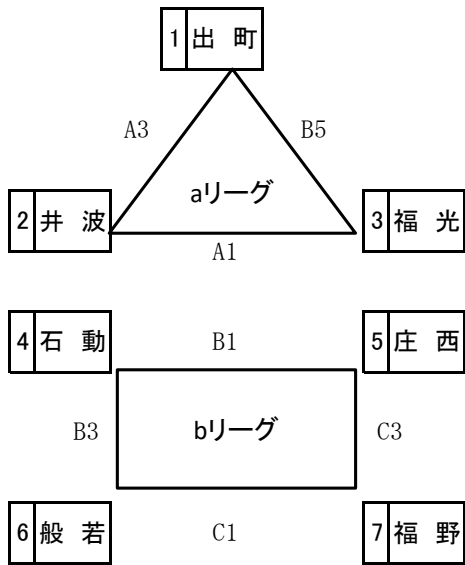 1 出 町
A3 B5
aリーグ
2 井 波 3 福 光
A1
4 石 動 B1 5 庄 西
B3 bリーグ C3
6 般 若 C1 7 福 野